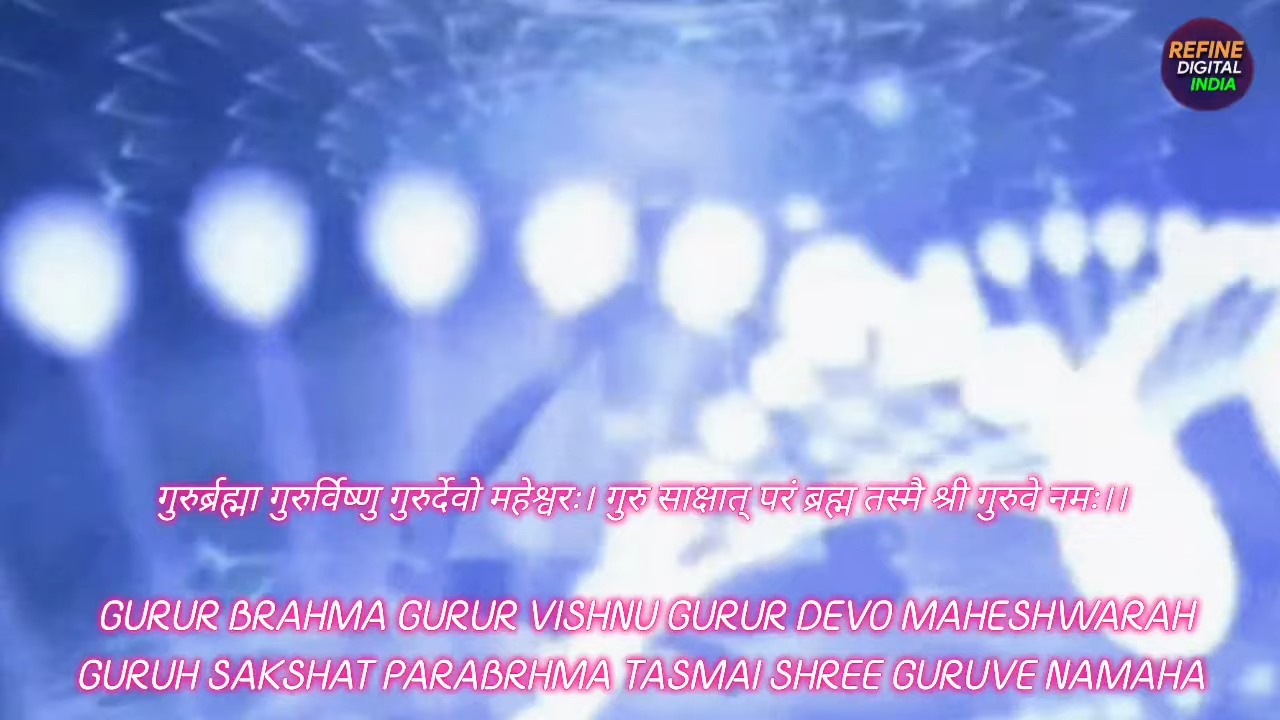 REFINE
DIGITAL
INDIA
गुरुर्ब्रह्मा गुरुर्विष्णु गुरुर्देवो महेश्वरः। गुरु साक्षात् परं ब्रह्म तस्मै श्री गुरुवे नमः।।
GURUR BRAHMA GURUR VISHNU GURUR DEVO MAHESHWARAH
GURUH SAKSHAT PARABRHMA TASMAI SHREE GURUVE NAMAHA